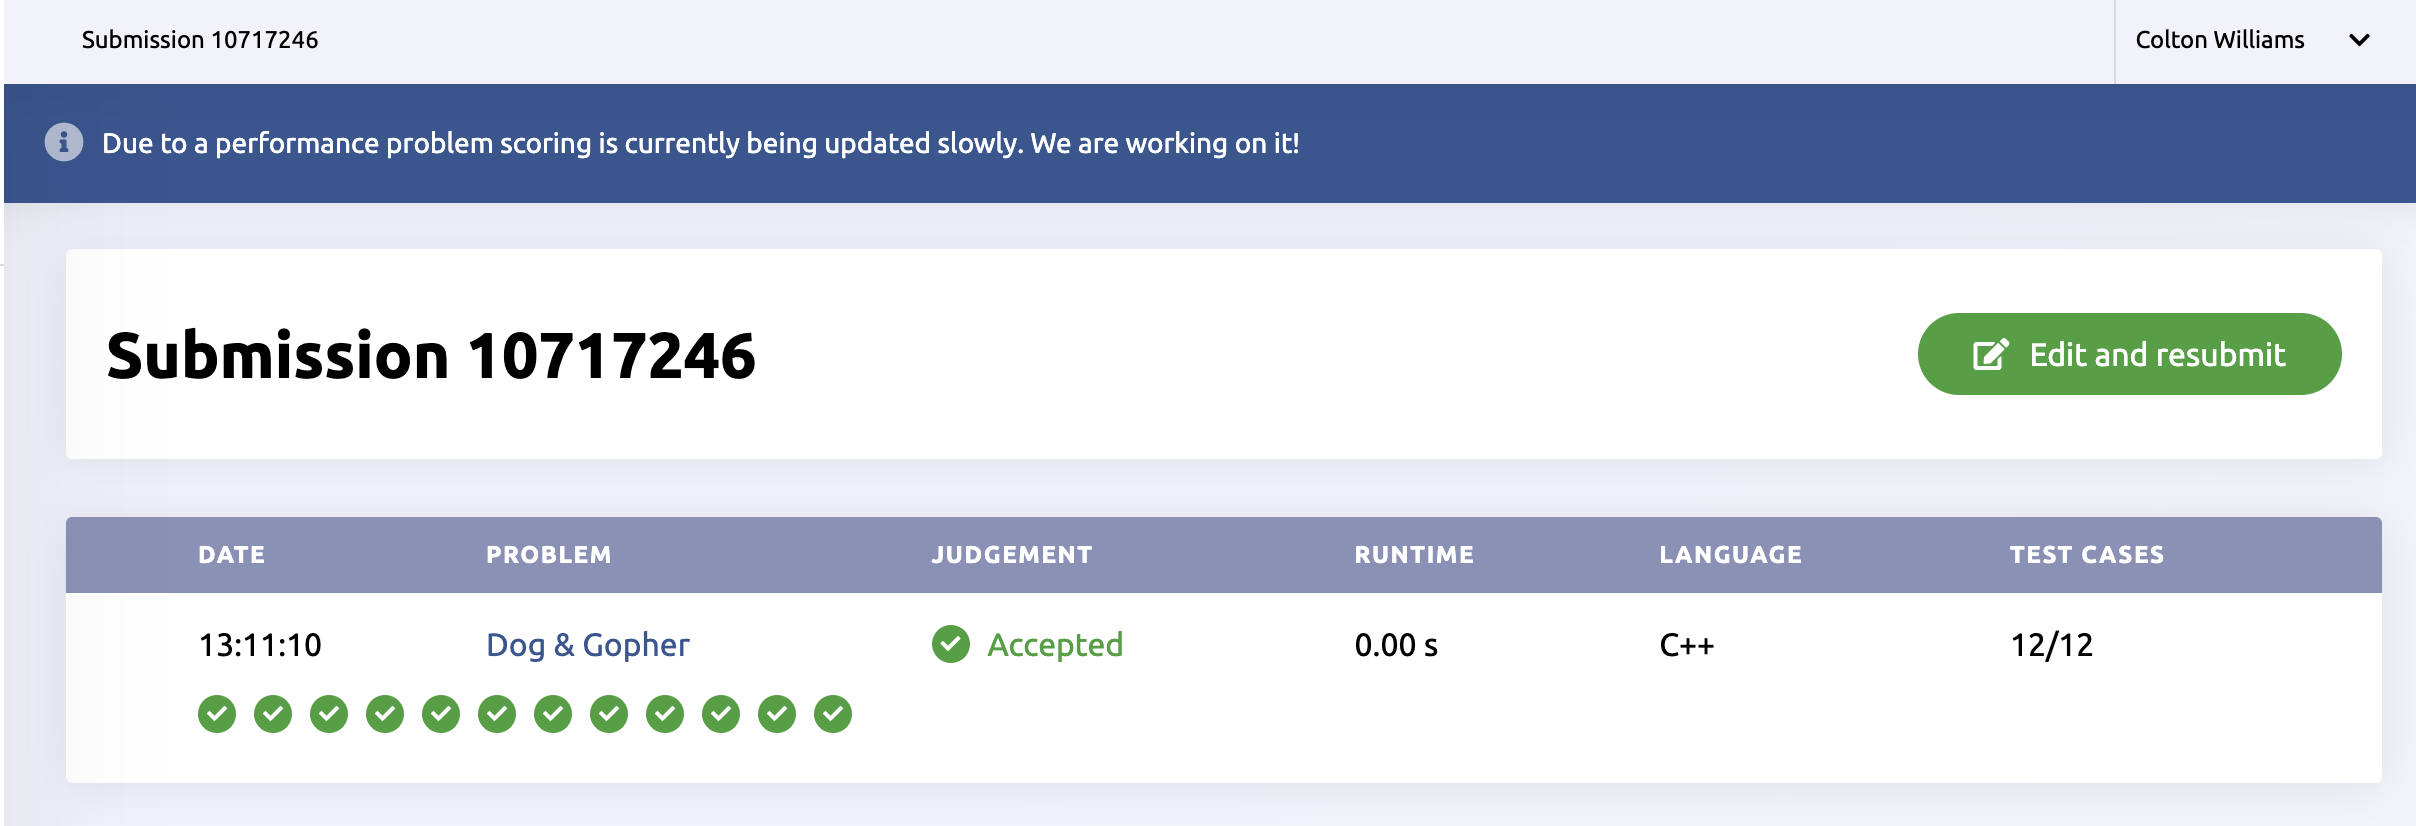 Submission 10717246
Colton Williams
Due to a performance problem scoring is currently being updated slowly. We are working on it!
Submission 10717246
Edit and resubmit
DATE PROBLEM JUDGEMENT RUNTIME LANGUAGE TEST CASES
13:11:10 Dog & Gopher Accepted 0.00 s C++ 12/12